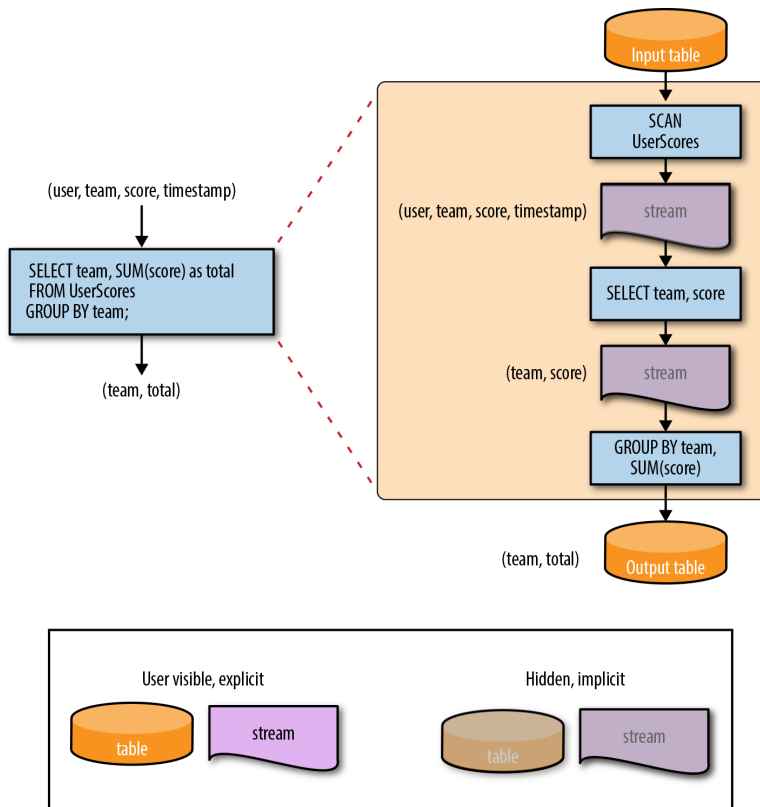 Input table
SCAN
UserScores
(user, team, score, timestamp)
(user, team, score, timestamp)
stream
SELECT team, SUM(score) as total
FROM UserScores
GROUP BY team;
SELECT team, score
(team, total)
(team, score)
stream
GROUP BY team,
SUM(score)
(team, total)
Output table
User visible, explicit
Hidden, implicit
table
stream
table
stream